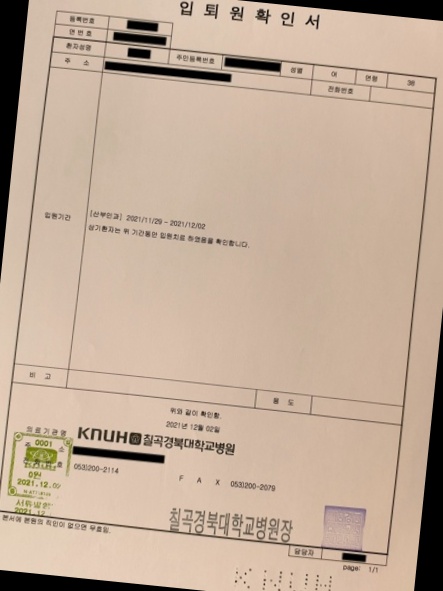 입 퇴 원 확 인 서
등록번호
연 번 호
환자성명 주민등록번호 성별 여 연령 38
주 소 전화번호
입원기간
[산부인과] 2021/11/29 - 2021/12/02
상기환자는 위 기간동안 입원치료 하였음을 확인합니다.
비 고 용 도
위와 같이 확인함.
2021년 12월 02일
의료기관명 KNUH 칠곡경북대학교병원
주 소
0001
호
0원
2021.12.02
053)200-2114 F A X 053)200-2079
칠곡경북대학교병원장
본서에 본원의 직인이 없으면 무효임.
담당자
page: 1/1
KNUH